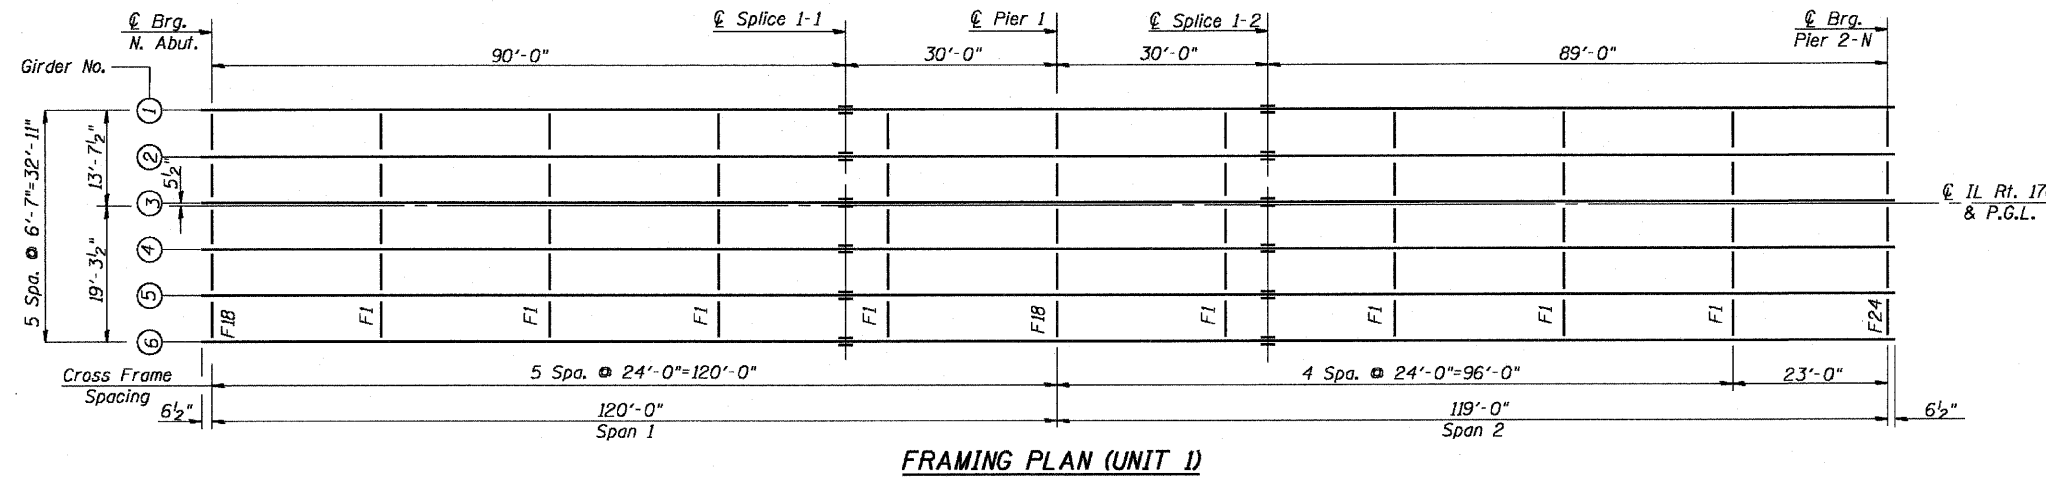 ℄ Brg.
N. Abut.
℄ Splice 1-1
℄ Pier 1
℄ Splice 1-2
℄ Brg.
Pier 2-N
90'-0"
30'-0"
30'-0"
89'-0"
Girder No.
1
2
3
4
5
6
5 Spa. @ 6'-7"=32'-11"
13'-7½"
5½"
19'-3½"
℄ IL Rt. 17
& P.G.L.
F18
F1
F1
F1
F1
F18
F1
F1
F1
F1
F24
Cross Frame
Spacing
5 Spa. @ 24'-0"=120'-0"
4 Spa. @ 24'-0"=96'-0"
23'-0"
6½"
120'-0"
119'-0"
6½"
Span 1
Span 2
FRAMING PLAN (UNIT 1)